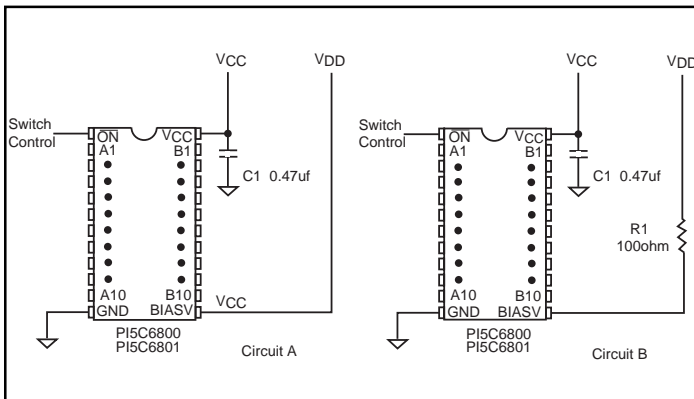 VCC
VDD
Switch
Control
ON
VCC
A1
B1
C1 0.47uf
A10
B10
VCC
GND
BIASV
PI5C6800
PI5C6801
Circuit A
VCC
VDD
Switch
Control
ON
VCC
A1
B1
C1 0.47uf
R1
100ohm
A10
B10
GND
BIASV
PI5C6800
PI5C6801
Circuit B